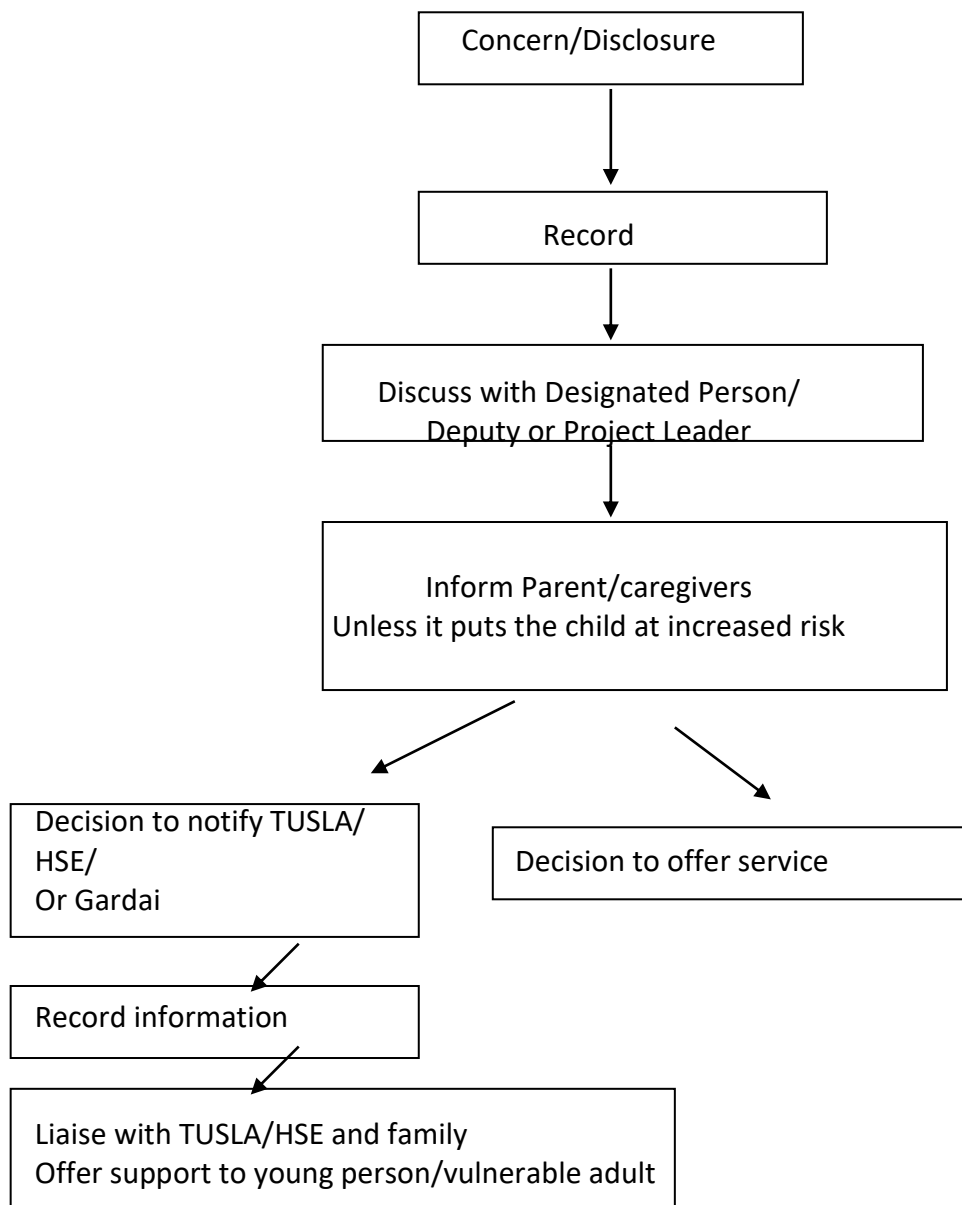 Concern/Disclosure
Record
Discuss with Designated Person/
Deputy or Project Leader
Inform Parent/caregivers
Unless it puts the child at increased risk
Decision to notify TUSLA/
HSE/
Or Gardai
Decision to offer service
Record information
Liaise with TUSLA/HSE and family
Offer support to young person/vulnerable adult